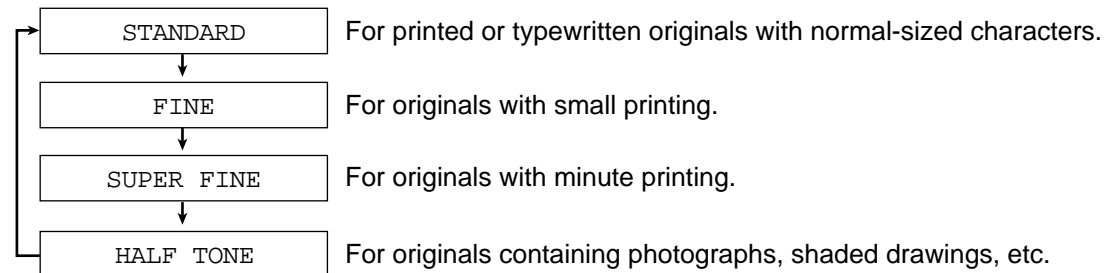 STANDARD For printed or typewritten originals with normal-sized characters.
FINE For originals with small printing.
SUPER FINE For originals with minute printing.
HALF TONE For originals containing photographs, shaded drawings, etc.